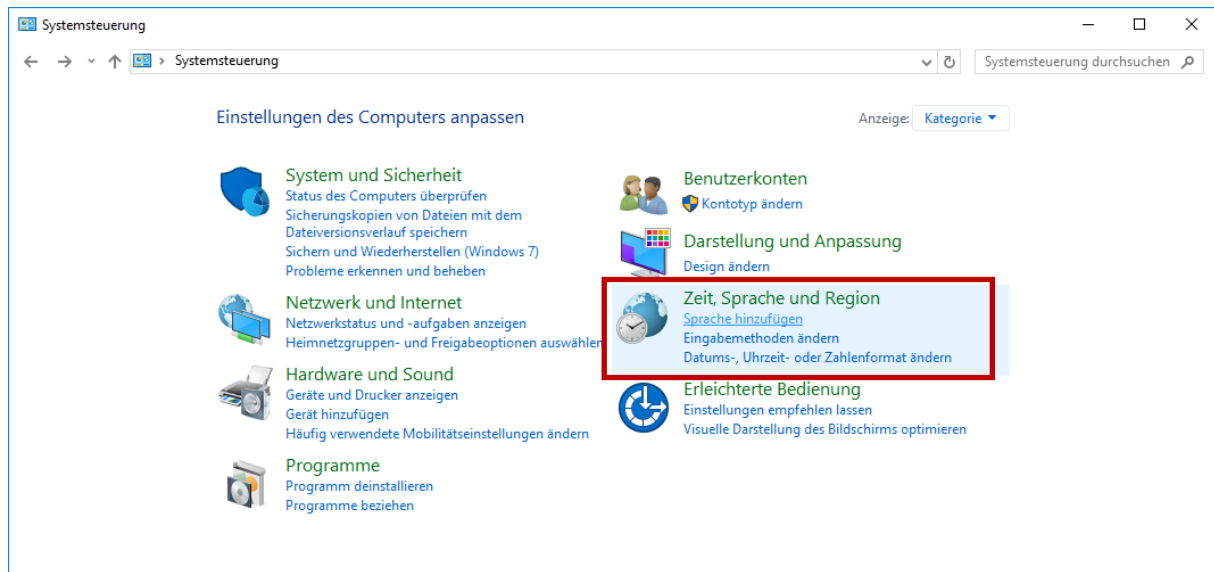 Systemsteuerung
Systemsteuerung
Systemsteuerung durchsuchen
Einstellungen des Computers anpassen
Anzeige: Kategorie
System und Sicherheit
Status des Computers überprüfen
Sicherungskopien von Dateien mit dem
Dateiversionsverlauf speichern
Sichern und Wiederherstellen (Windows 7)
Probleme erkennen und beheben
Netzwerk und Internet
Netzwerkstatus und -aufgaben anzeigen
Heimnetzgruppen- und Freigabeoptionen auswählen
Hardware und Sound
Geräte und Drucker anzeigen
Gerät hinzufügen
Häufig verwendete Mobilitätseinstellungen ändern
Programme
Programm deinstallieren
Programme beziehen
Benutzerkonten
Kontotyp ändern
Darstellung und Anpassung
Design ändern
Zeit, Sprache und Region
Sprache hinzufügen
Eingabemethoden ändern
Datums-, Uhrzeit- oder Zahlenformat ändern
Erleichterte Bedienung
Einstellungen empfehlen lassen
Visuelle Darstellung des Bildschirms optimieren